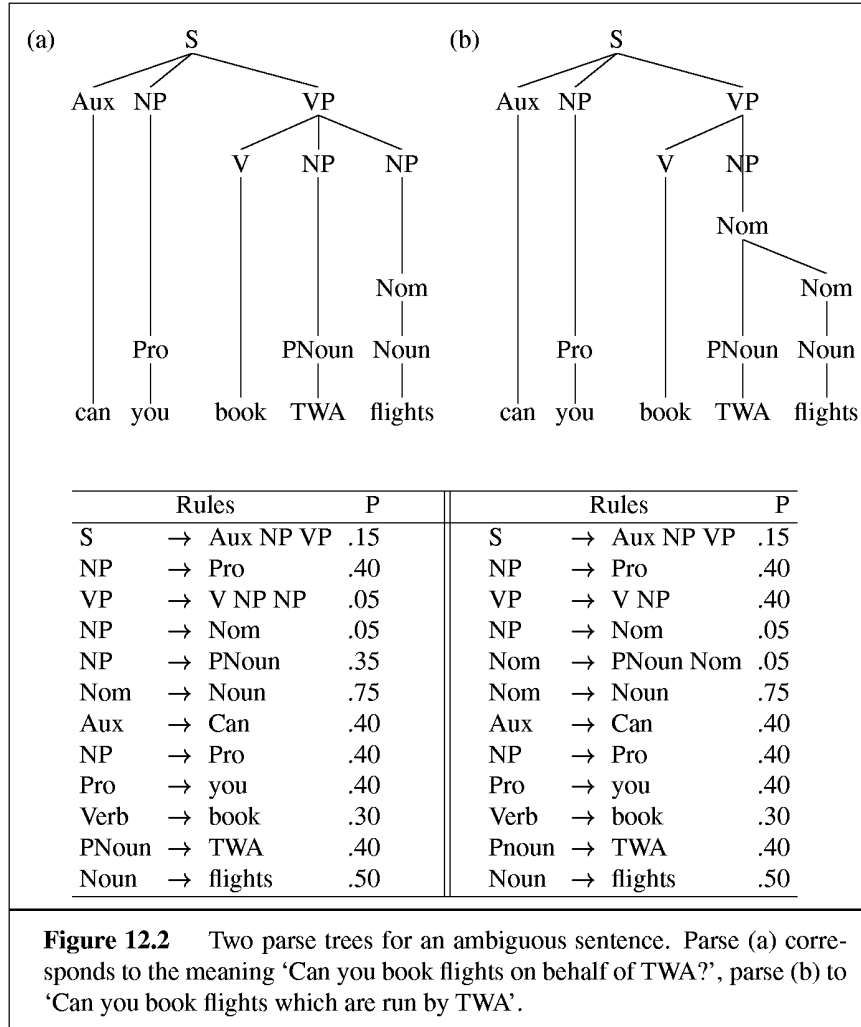 (a) S (b) S
Aux NP VP Aux NP VP
V NP NP V NP
Nom
Nom Nom
Pro PNoun Noun Pro PNoun Noun
can you book TWA flights can you book TWA flights
Rules P Rules P
S → Aux NP VP .15 S → Aux NP VP .15
NP → Pro .40 NP → Pro .40
VP → V NP NP .05 VP → V NP .40
NP → Nom .05 NP → Nom .05
NP → PNoun .35 Nom → PNoun Nom .05
Nom → Noun .75 Nom → Noun .75
Aux → Can .40 Aux → Can .40
NP → Pro .40 NP → Pro .40
Pro → you .40 Pro → you .40
Verb → book .30 Verb → book .30
PNoun → TWA .40 Pnoun → TWA .40
Noun → flights .50 Noun → flights .50
Figure 12.2 Two parse trees for an ambiguous sentence. Parse (a) corre-
sponds to the meaning ‘Can you book flights on behalf of TWA?’, parse (b) to
‘Can you book flights which are run by TWA’.